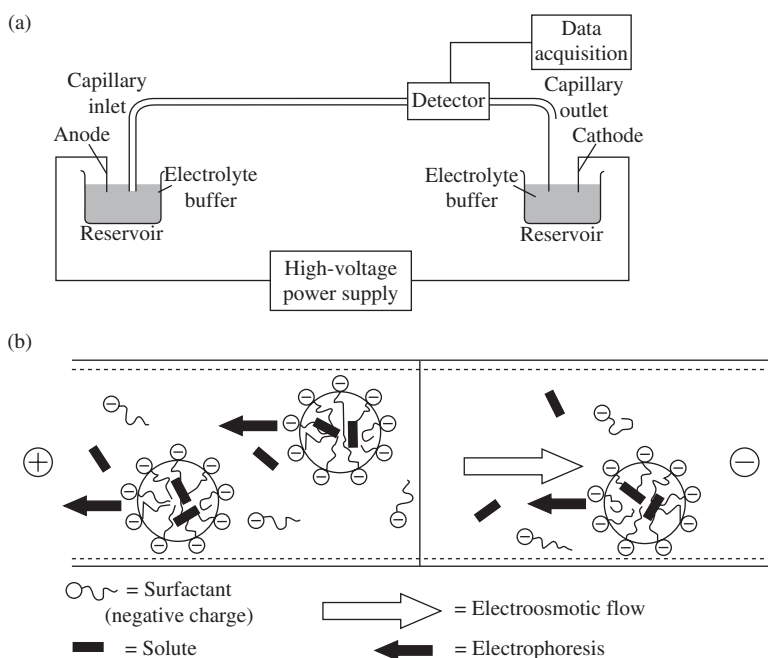 (a)
Data
acquisition
Capillary
inlet
Detector
Capillary
outlet
Anode
Cathode
Electrolyte
buffer
Electrolyte
buffer
Reservoir
Reservoir
High-voltage
power supply
(b)
+
−
= Surfactant
(negative charge)
= Electroosmotic flow
= Solute
= Electrophoresis